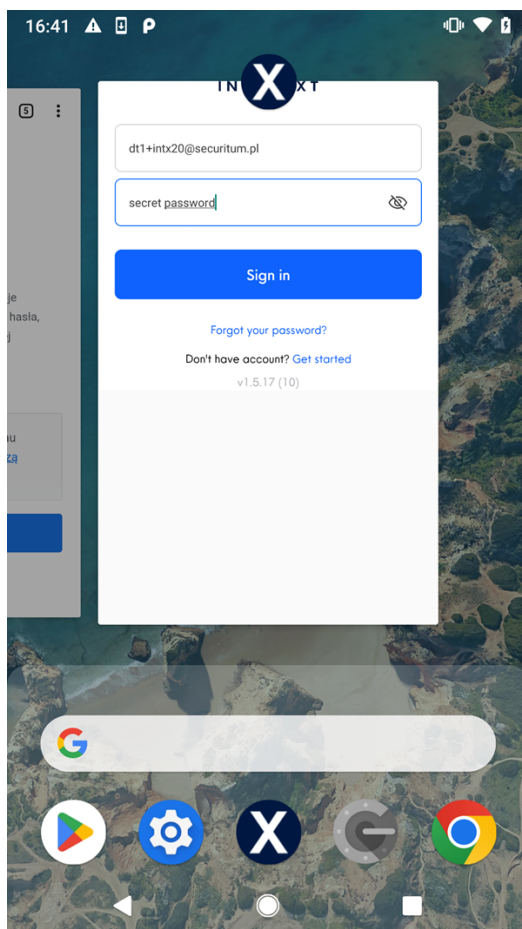 16:41
5
IN XT
dt1+intx20@securitum.pl
secret password
Sign in
Forgot your password?
Don't have account? Get started
v1.5.17 (10)
je
hasła,
j
u
zą